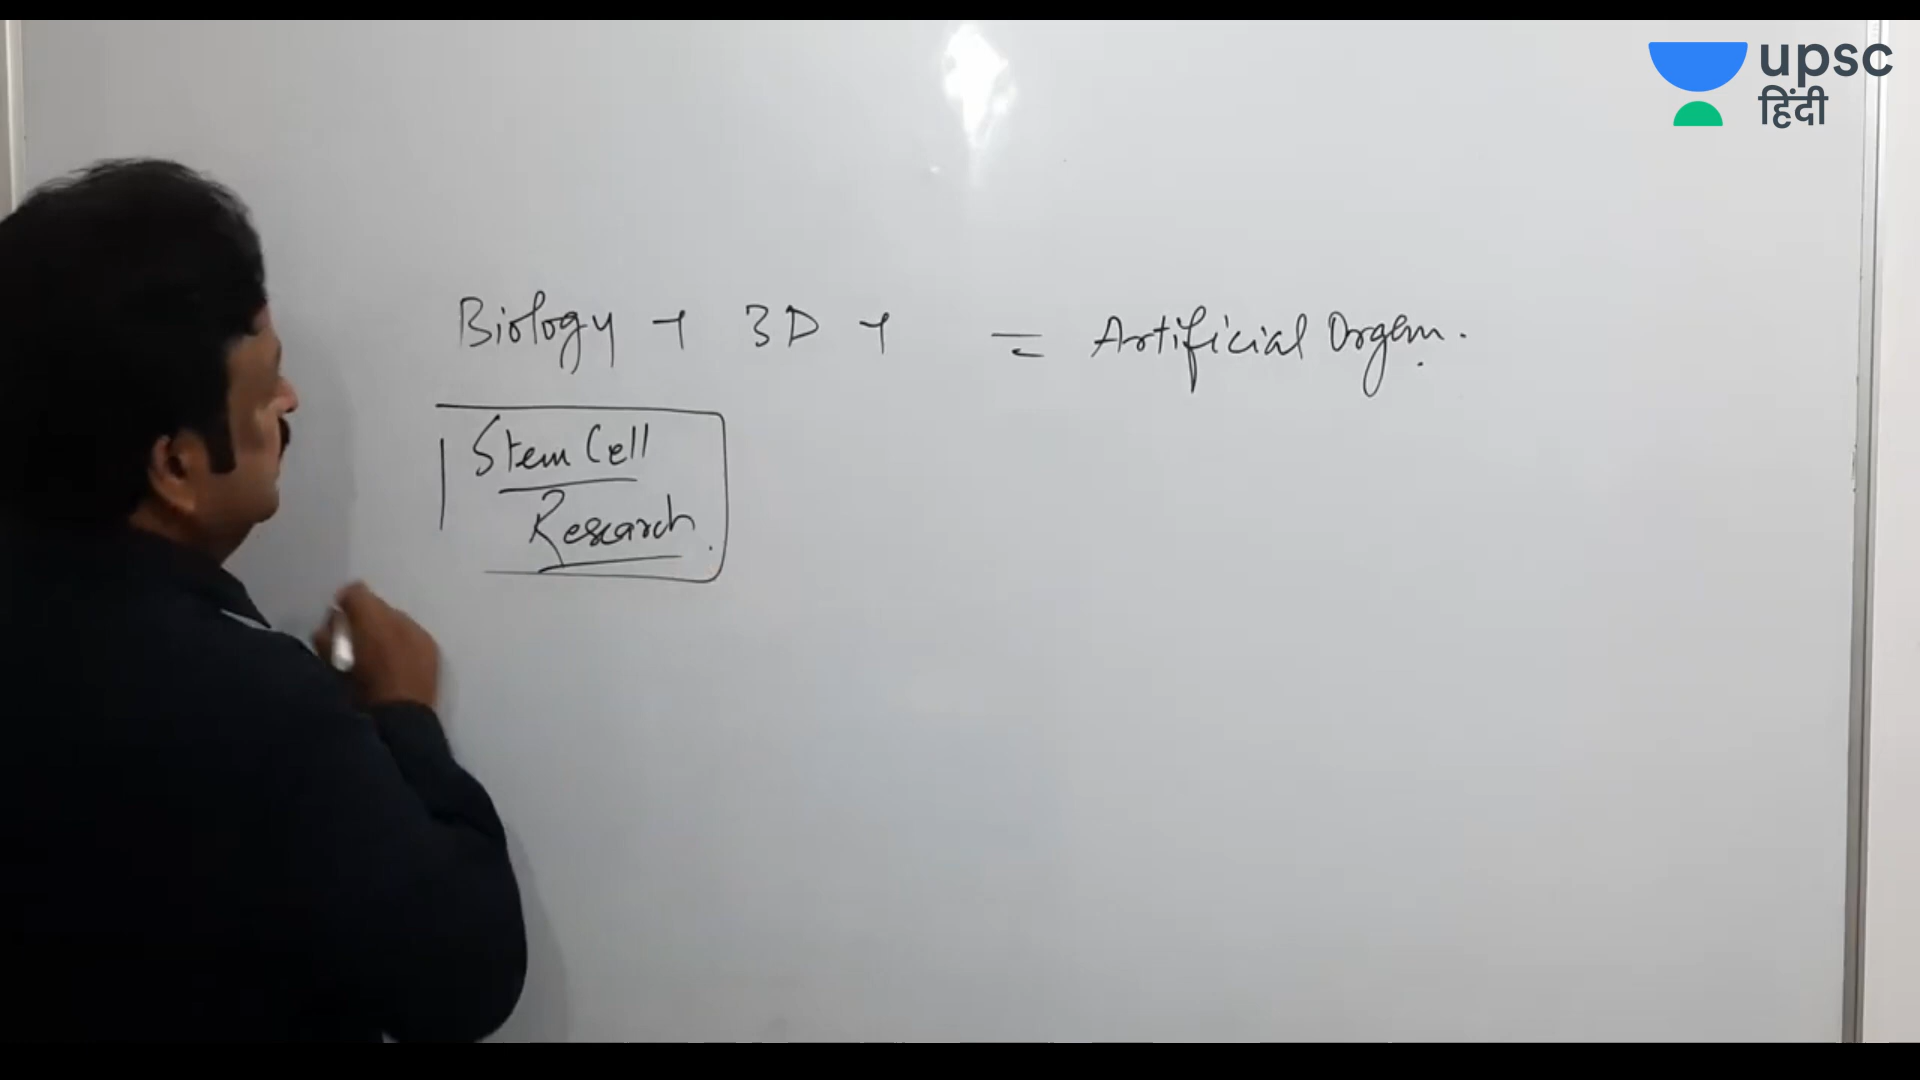 upsc
हिंदी
Biology + 3D + = Artificial Organ.
Stem Cell
Research.